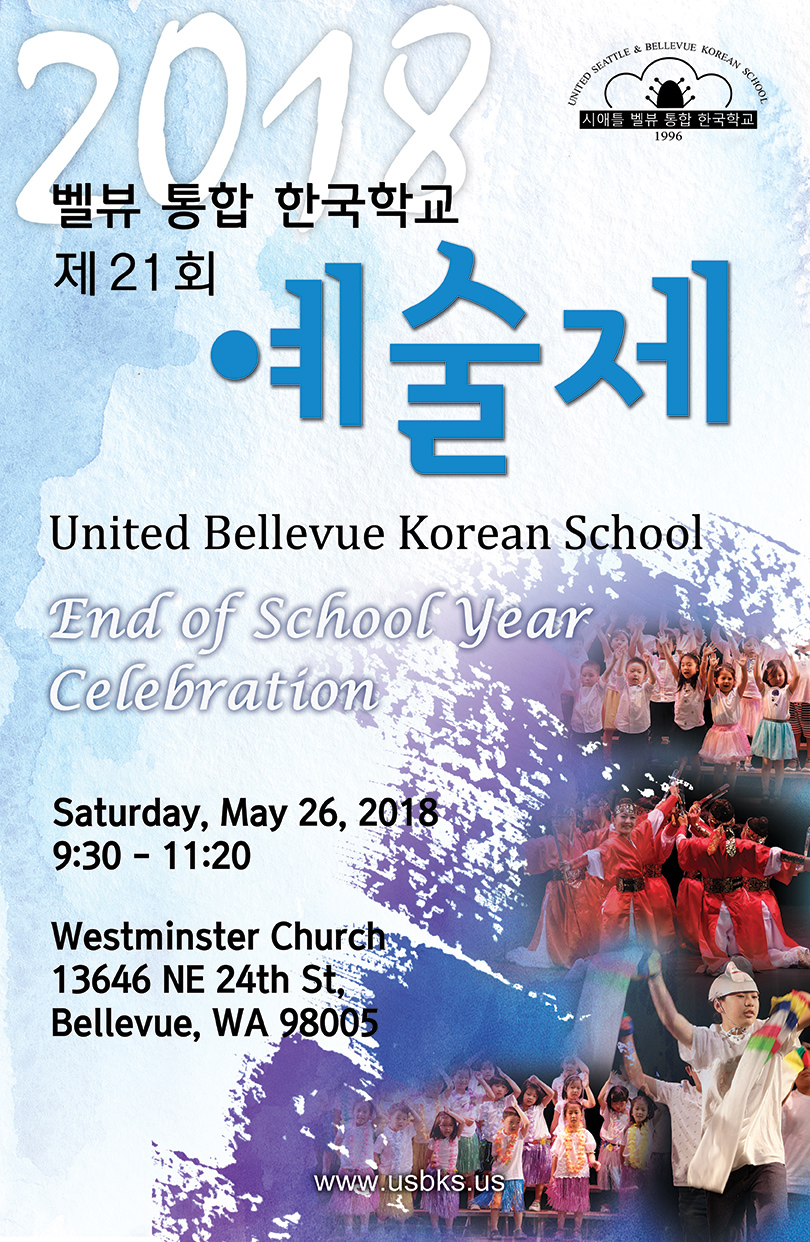 2018
UNITED SEATTLE & BELLEVUE KOREAN SCHOOL
시애틀 벨뷰 통합 한국학교
1996
벨뷰 통합 한국학교
제21회
예술제
United Bellevue Korean School
End of School Year
Celebration
Saturday, May 26, 2018
9:30 - 11:20
Westminster Church
13646 NE 24th St,
Bellevue, WA 98005
www.usbks.us